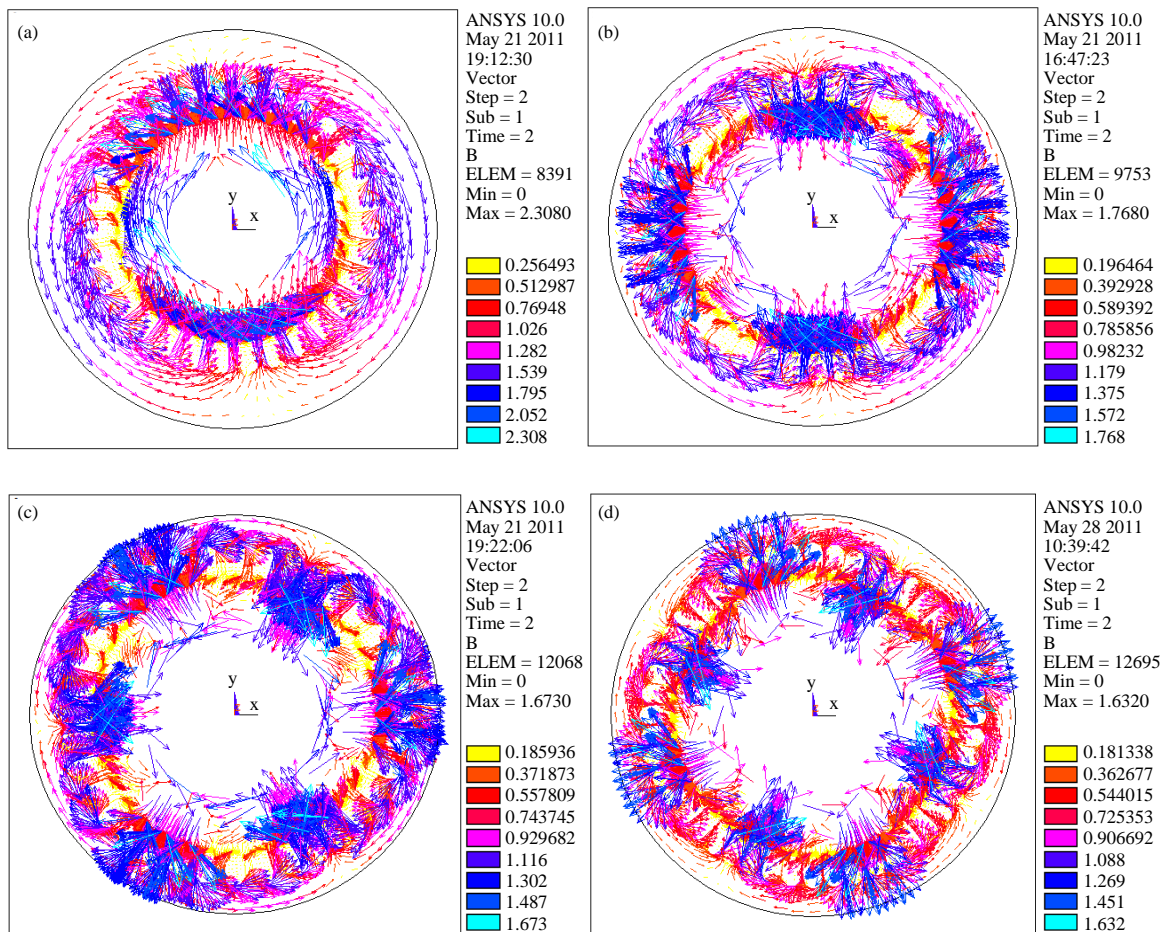 (a)
y
x
ANSYS 10.0
May 21 2011
19:12:30
Vector
Step = 2
Sub = 1
Time = 2
B
ELEM = 8391
Min = 0
Max = 2.3080
0.256493
0.512987
0.76948
1.026
1.282
1.539
1.795
2.052
2.308
(b)
y
x
ANSYS 10.0
May 21 2011
16:47:23
Vector
Step = 2
Sub = 1
Time = 2
B
ELEM = 9753
Min = 0
Max = 1.7680
0.196464
0.392928
0.589392
0.785856
0.98232
1.179
1.375
1.572
1.768
(c)
y
x
ANSYS 10.0
May 21 2011
19:22:06
Vector
Step = 2
Sub = 1
Time = 2
B
ELEM = 12068
Min = 0
Max = 1.6730
0.185936
0.371873
0.557809
0.743745
0.929682
1.116
1.302
1.487
1.673
(d)
y
x
ANSYS 10.0
May 28 2011
10:39:42
Vector
Step = 2
Sub = 1
Time = 2
B
ELEM = 12695
Min = 0
Max = 1.6320
0.181338
0.362677
0.544015
0.725353
0.906692
1.088
1.269
1.451
1.632